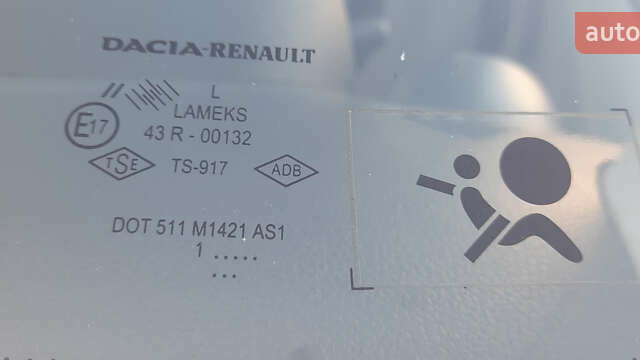 DACIA-RENAULT
L
LAMEKS
E17
43 R - 00132
TSE
TS-917
ADB
DOT 511 M1421 AS1
1 .....
...
auto